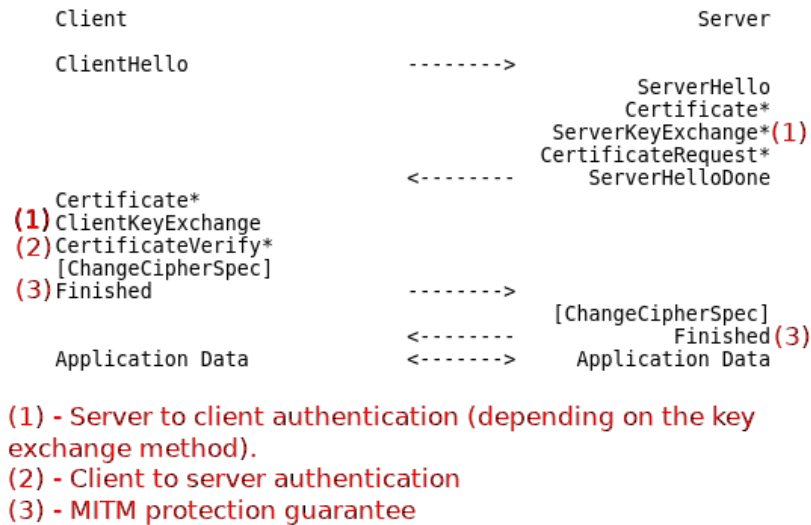 Client Server
ClientHello -------->
ServerHello
Certificate*
ServerKeyExchange*(1)
CertificateRequest*
<-------- ServerHelloDone
Certificate*
(1) ClientKeyExchange
(2) CertificateVerify*
[ChangeCipherSpec]
(3) Finished -------->
[ChangeCipherSpec]
<-------- Finished (3)
Application Data <-------> Application Data
(1) - Server to client authentication (depending on the key
exchange method).
(2) - Client to server authentication
(3) - MITM protection guarantee